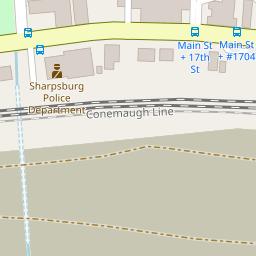 Main St
+ 17th
St
Main St
+ #1704
Sharpsburg
Police
Department
Conemaugh Line